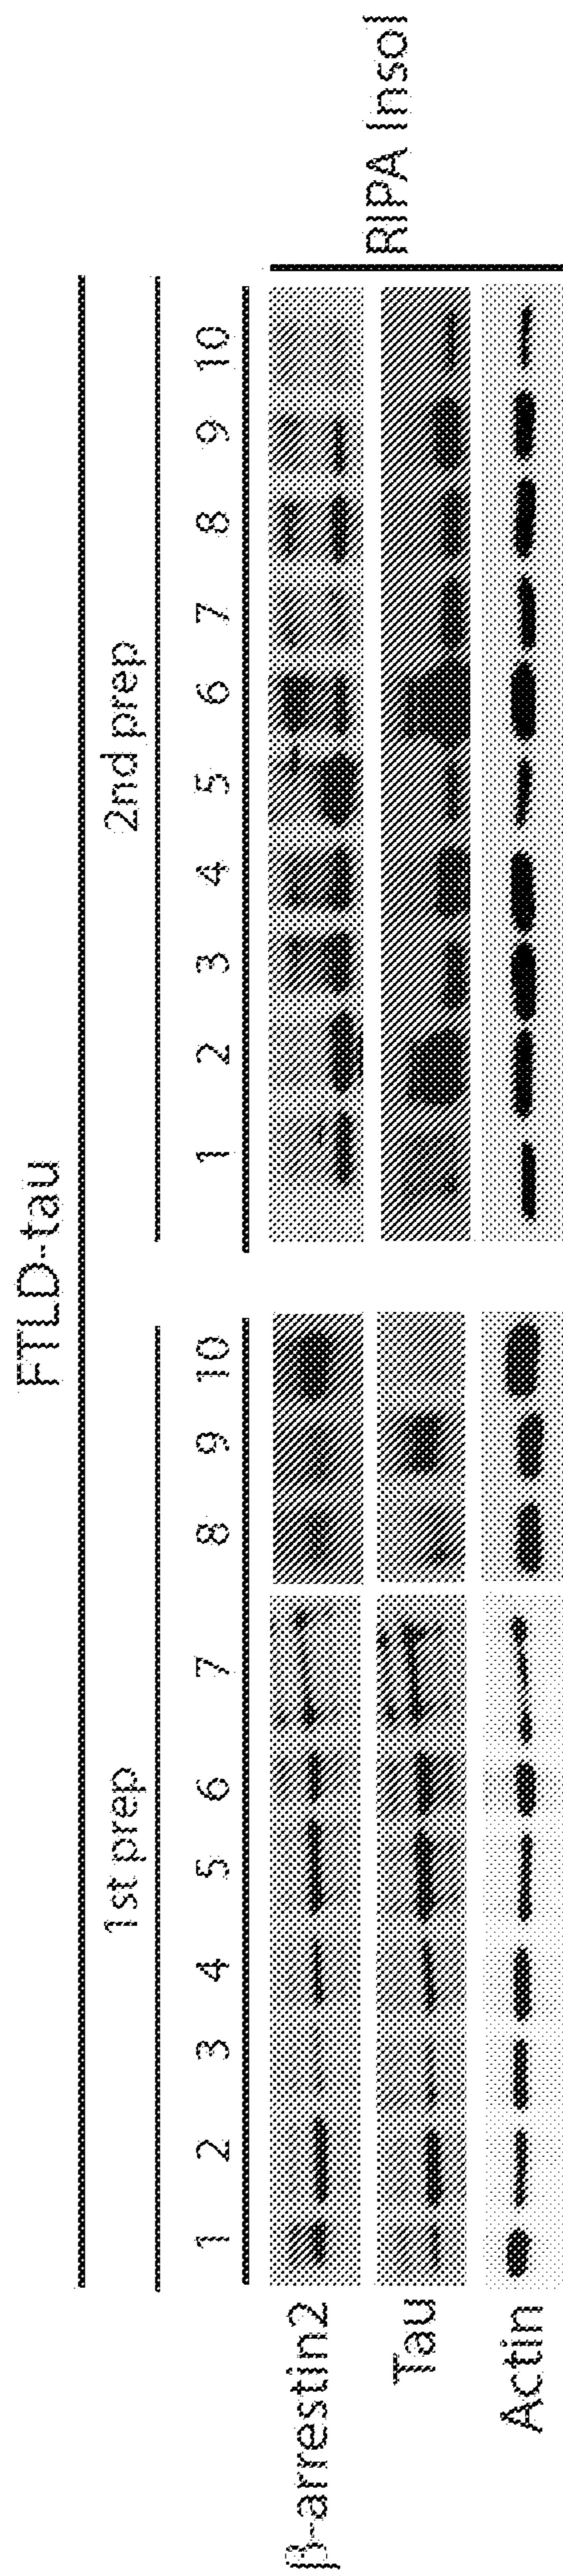 FTLD-tau
1st prep 2nd prep
1 2 3 4 5 6 7 8 9 10 1 2 3 4 5 6 7 8 9 10
β-arrestin2
Tau
Actin
RIPA Insol